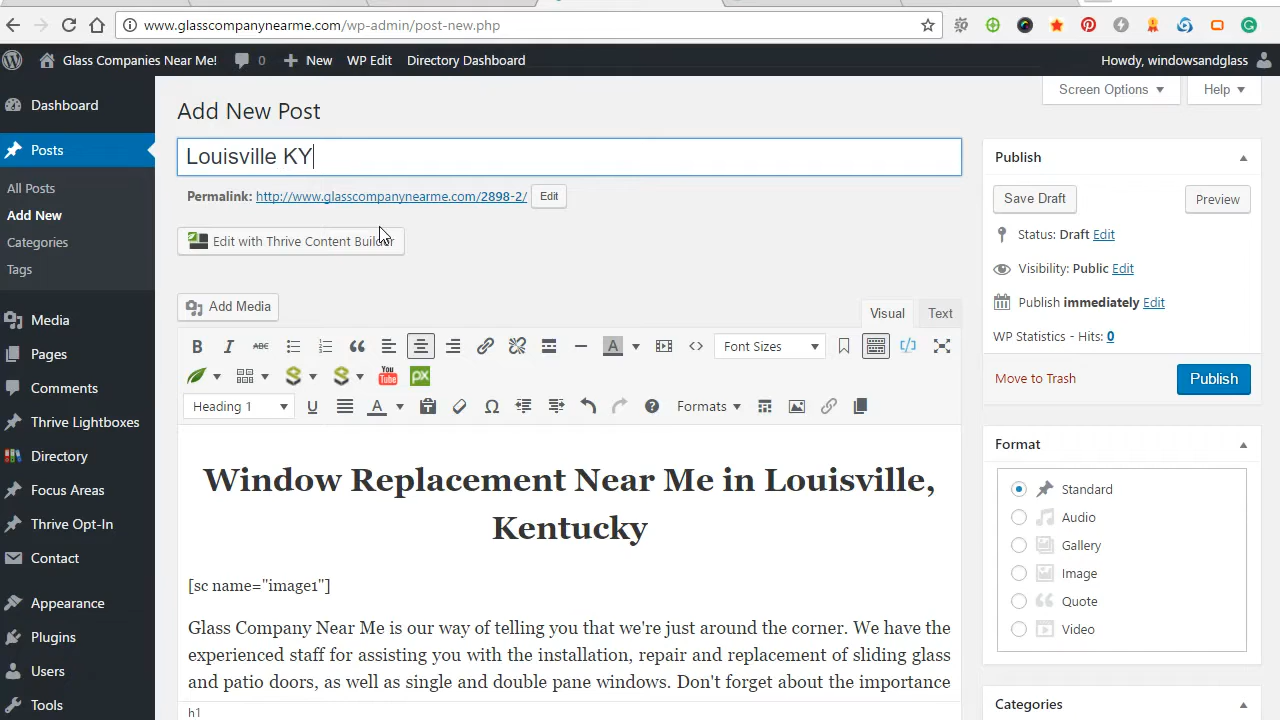 www.glasscompanynearme.com/wp-admin/post-new.php
Glass Companies Near Me! 0 New WP Edit Directory Dashboard Howdy, windowsandglass
Screen Options Help
Dashboard
Posts
All Posts
Add New
Categories
Tags
Media
Pages
Comments
Thrive Lightboxes
Directory
Focus Areas
Thrive Opt-In
Contact
Appearance
Plugins
Users
Tools
Add New Post
Louisville KY
Permalink: http://www.glasscompanynearme.com/2898-2/ Edit
Edit with Thrive Content Builder
Add Media
Visual Text
B I ABC A Font Sizes
S S You Tube px
Heading 1 U A Ω ? Formats
Window Replacement Near Me in Louisville,
Kentucky
[sc name="image1"]
Glass Company Near Me is our way of telling you that we're just around the corner. We have the
experienced staff for assisting you with the installation, repair and replacement of sliding glass
and patio doors, as well as single and double pane windows. Don't forget about the importance
h1
Publish
Save Draft Preview
Status: Draft Edit
Visibility: Public Edit
Publish immediately Edit
WP Statistics - Hits: 0
Move to Trash Publish
Format
Standard
Audio
Gallery
Image
Quote
Video
Categories